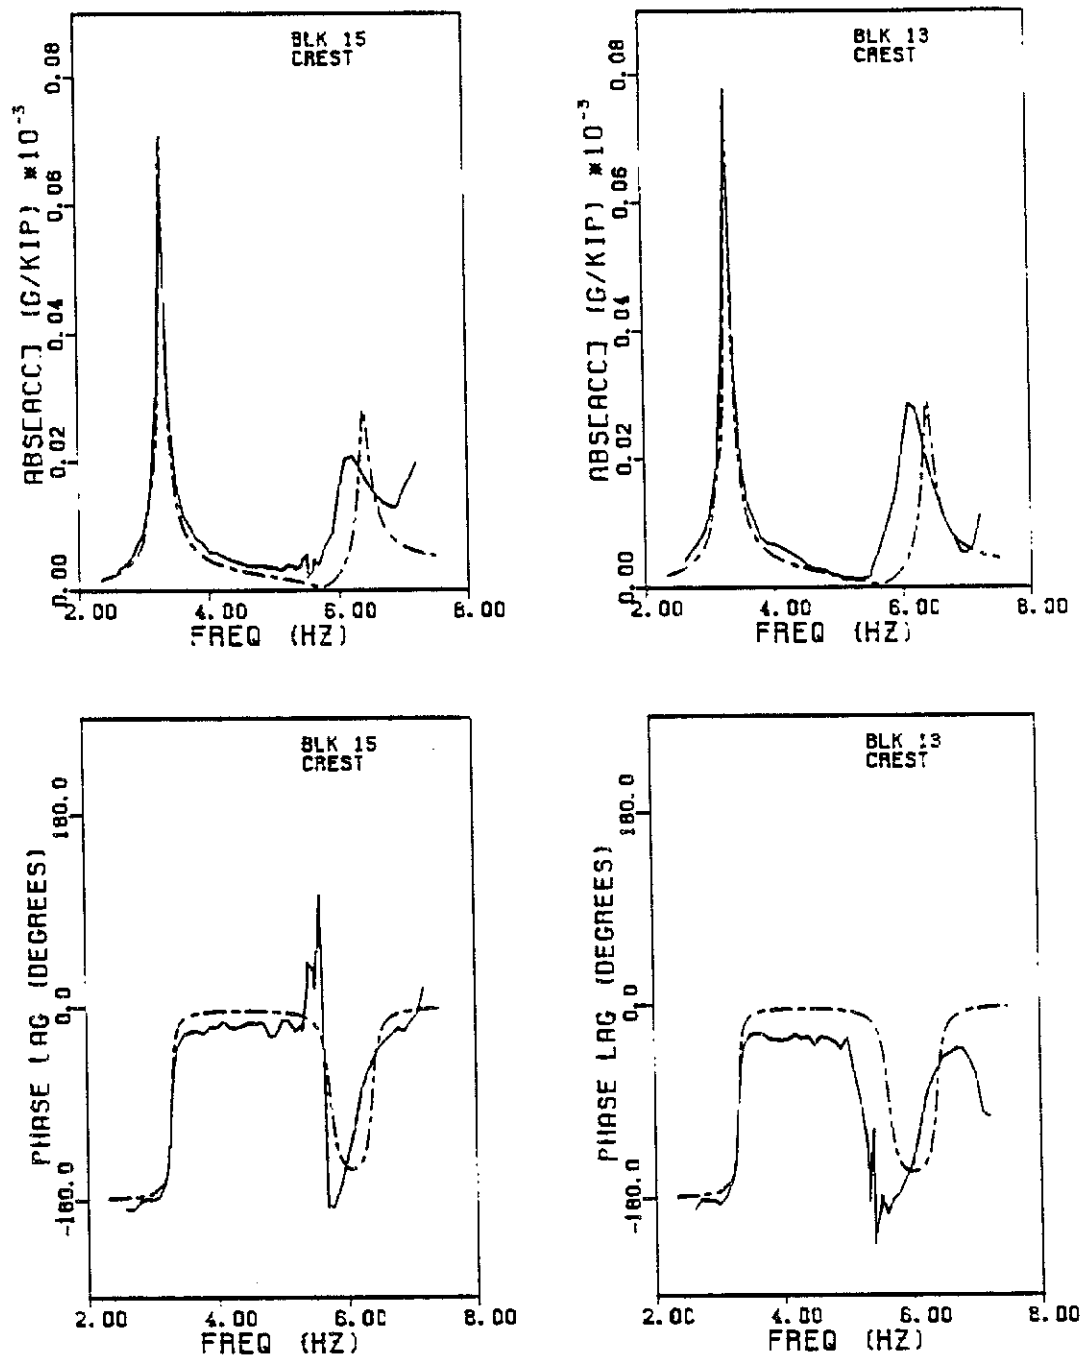 BLK 15
CREST
ABS[ACC] (G/KIP) *10-3
0.08
0.06
0.04
0.02
0.00
2.00 4.00 6.00 8.00
FREQ (HZ)
BLK 13
CREST
ABS[ACC] (G/KIP) *10-3
0.08
0.06
0.04
0.02
0.00
2.00 4.00 6.00 8.00
FREQ (HZ)
BLK 15
CREST
PHASE LAG (DEGREES)
180.0
0.0
-180.0
2.00 4.00 6.00 8.00
FREQ (HZ)
BLK 13
CREST
PHASE LAG (DEGREES)
180.0
0.0
-180.0
2.00 4.00 6.00 8.00
FREQ (HZ)